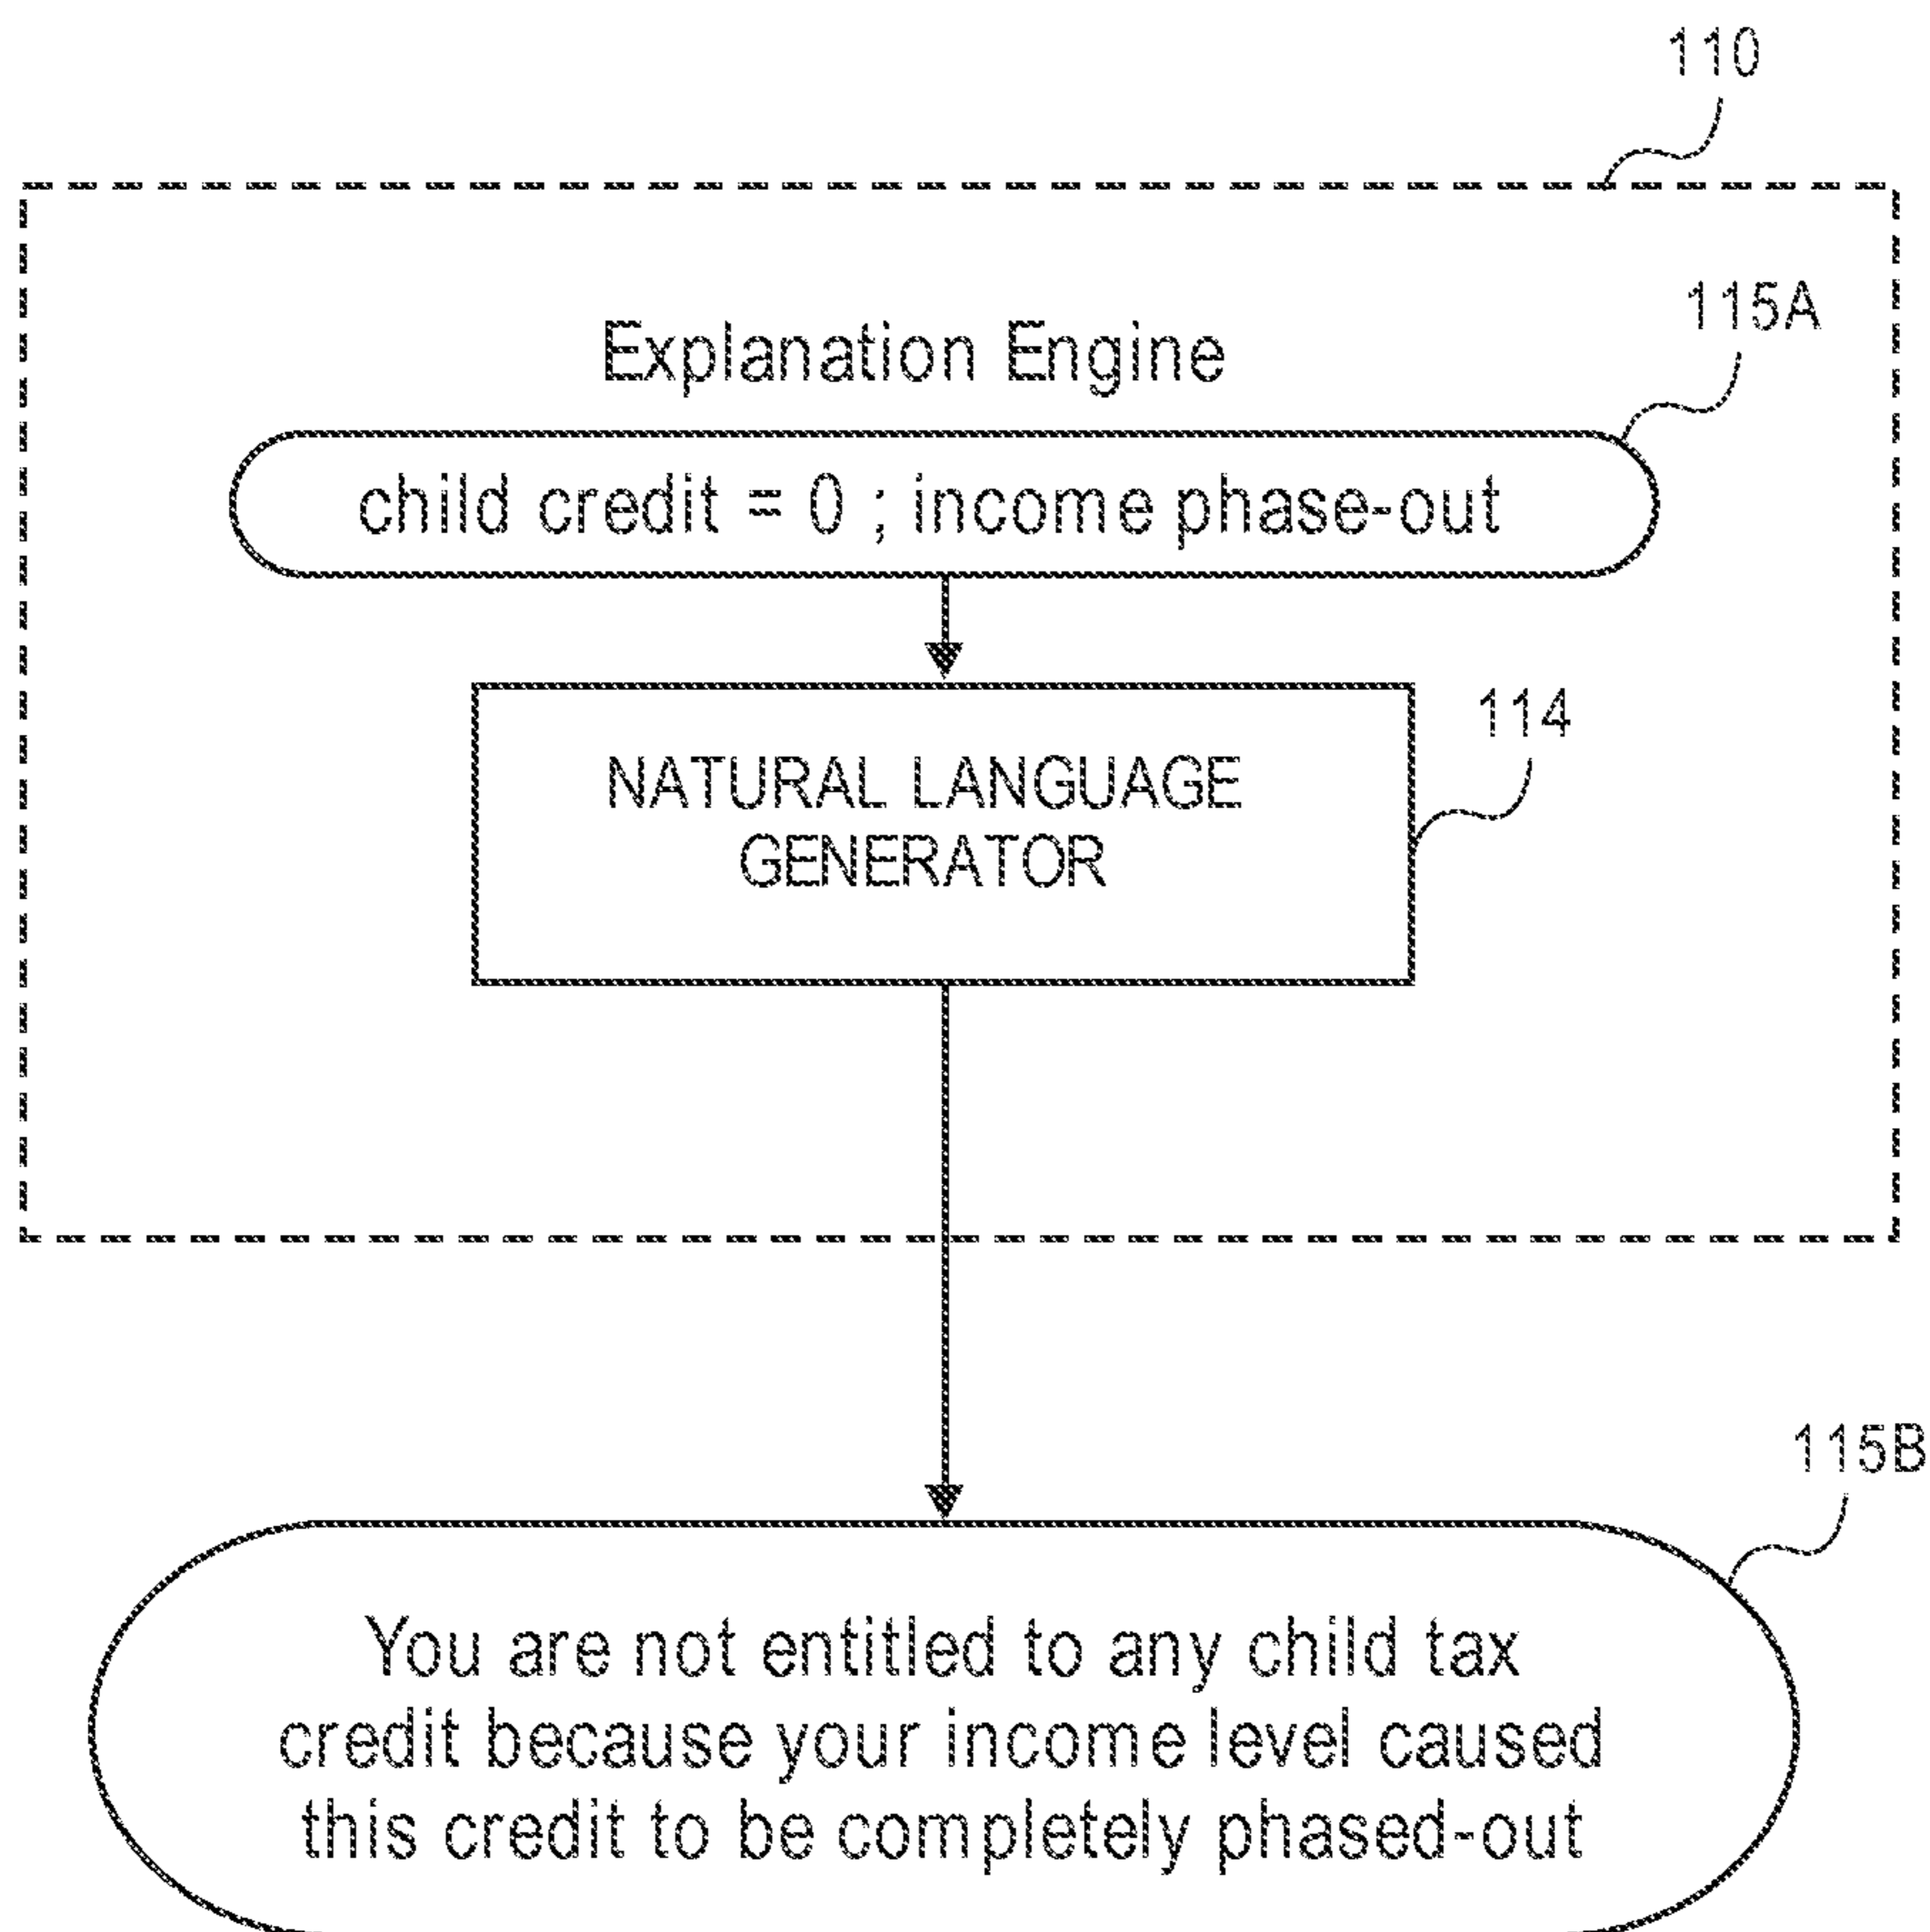 110
115A
Explanation Engine
child credit = 0 ; income phase-out
114
NATURAL LANGUAGE
GENERATOR
115B
You are not entitled to any child tax
credit because your income level caused
this credit to be completely phased-out